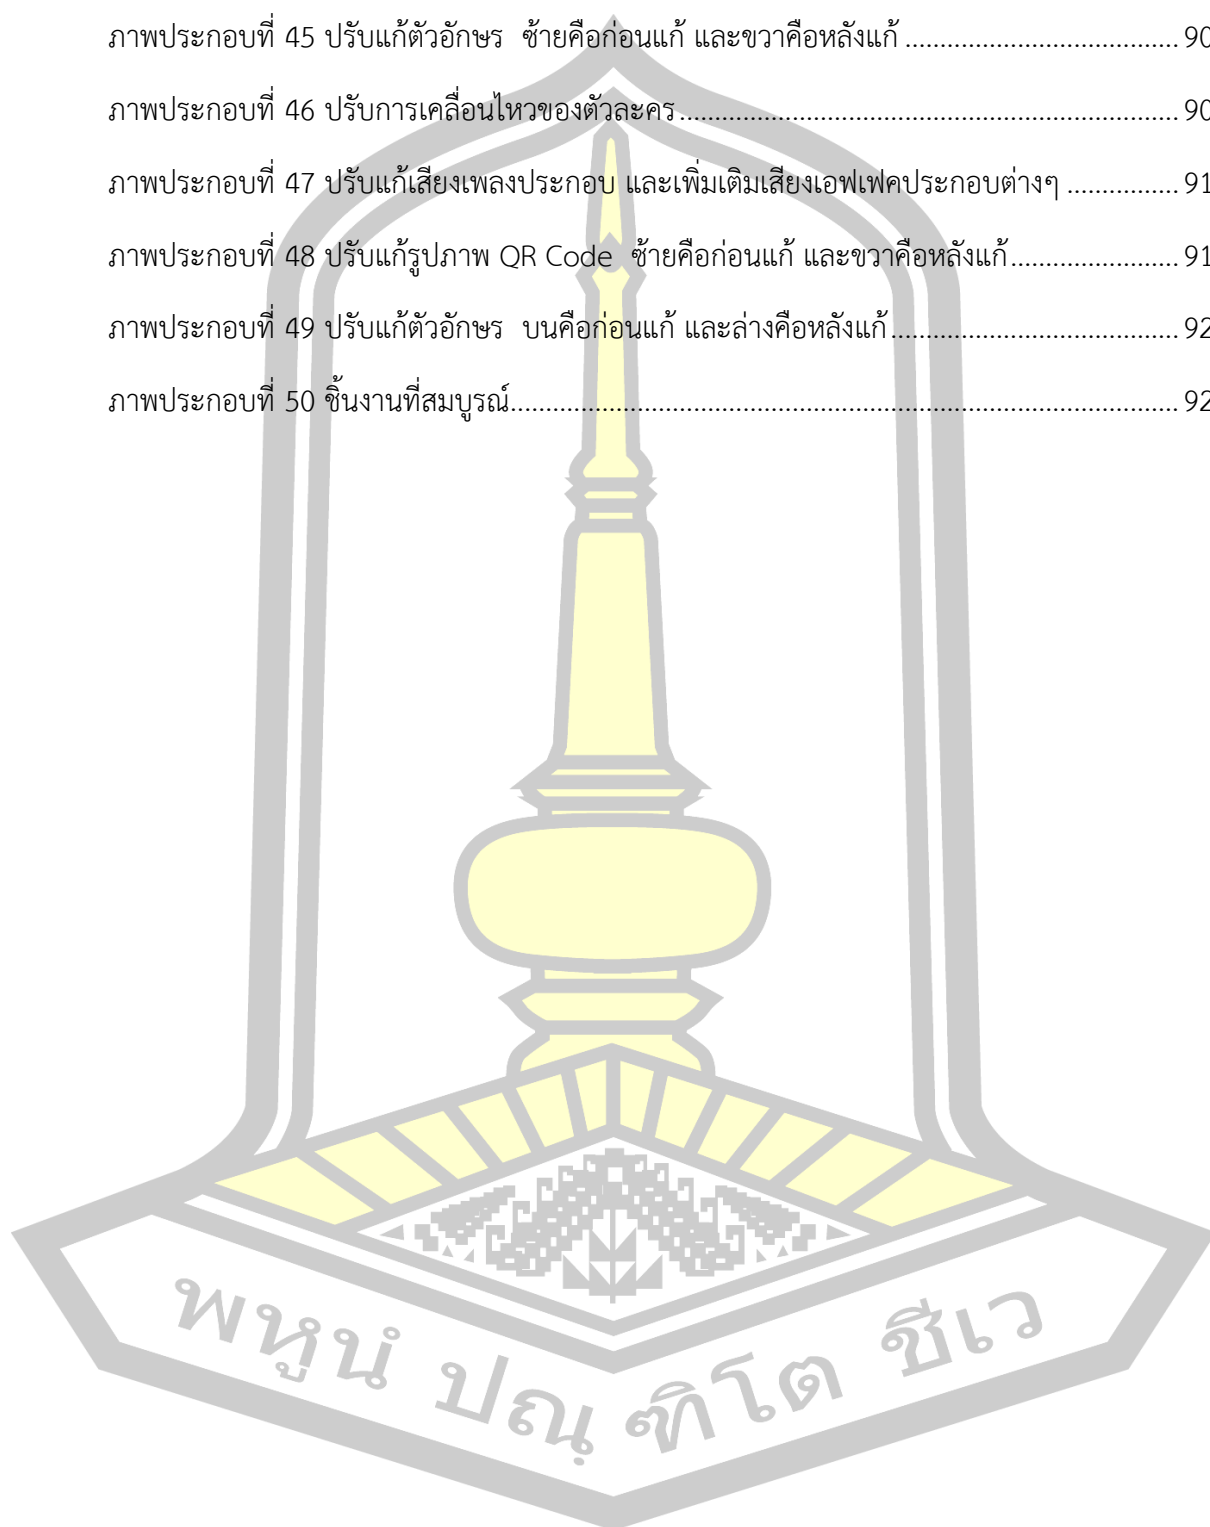 ภาพประกอบที่ 45 ปรับแก้ตัวอักษร  ซ้ายคือก่อนแก้ และขวาคือหลังแก้ ...................................... 90
ภาพประกอบที่ 46 ปรับการเคลื่อนไหวของตัวละคร ...................................................................... 90
ภาพประกอบที่ 47 ปรับแก้เสียงเพลงประกอบ และเพิ่มเติมเสียงเอฟเฟคประกอบต่างๆ ................ 91
ภาพประกอบที่ 48 ปรับแก้รูปภาพ QR Code  ซ้ายคือก่อนแก้ และขวาคือหลังแก้ ........................ 91
ภาพประกอบที่ 49 ปรับแก้ตัวอักษร  บนคือก่อนแก้ และล่างคือหลังแก้ ......................................... 92
ภาพประกอบที่ 50 ชิ้นงานที่สมบูรณ์ .............................................................................................. 92
พหูนํ ปณฺฑิโต ชีเว